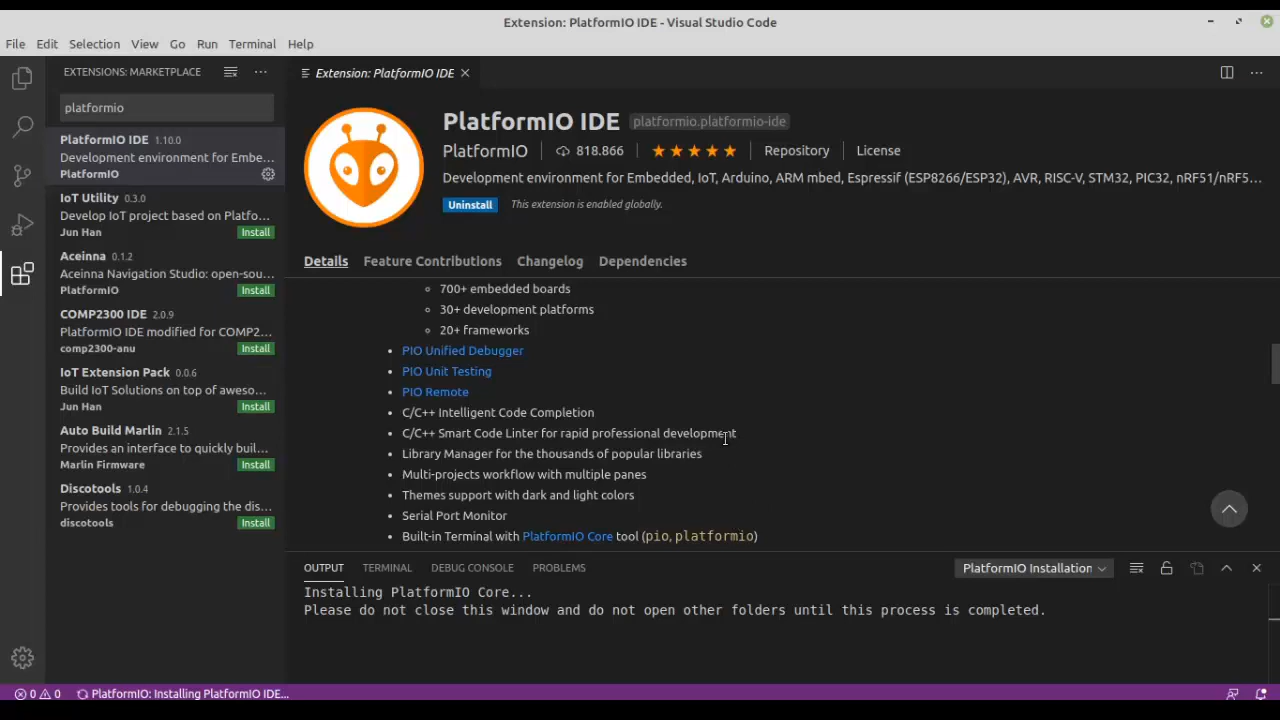 Extension: PlatformIO IDE - Visual Studio Code
File Edit Selection View Go Run Terminal Help
EXTENSIONS: MARKETPLACE
platformio
PlatformIO IDE 1.10.0
Development environment for Embe...
PlatformIO
IoT Utility 0.3.0
Develop IoT project based on Platfo...
Jun Han Install
Aceinna 0.1.2
Aceinna Navigation Studio: open-sou...
PlatformIO Install
COMP2300 IDE 2.0.9
PlatformIO IDE modified for COMP2...
comp2300-anu Install
IoT Extension Pack 0.0.6
Build IoT Solutions on top of aweso...
Jun Han Install
Auto Build Marlin 2.1.5
Provides an interface to quickly buil...
Marlin Firmware Install
Discotools 1.0.4
Provides tools for debugging the dis...
discotools Install
Extension: PlatformIO IDE
PlatformIO IDE platformio.platformio-ide
PlatformIO 818.866 Repository License
Development environment for Embedded, IoT, Arduino, ARM mbed, Espressif (ESP8266/ESP32), AVR, RISC-V, STM32, PIC32, nRF51/nRF5...
Uninstall This extension is enabled globally.
Details Feature Contributions Changelog Dependencies
700+ embedded boards
30+ development platforms
20+ frameworks
PIO Unified Debugger
PIO Unit Testing
PIO Remote
C/C++ Intelligent Code Completion
C/C++ Smart Code Linter for rapid professional development
Library Manager for the thousands of popular libraries
Multi-projects workflow with multiple panes
Themes support with dark and light colors
Serial Port Monitor
Built-in Terminal with PlatformIO Core tool (pio, platformio)
OUTPUT TERMINAL DEBUG CONSOLE PROBLEMS PlatformIO Installation
Installing PlatformIO Core...
Please do not close this window and do not open other folders until this process is completed.
0 0 PlatformIO: Installing PlatformIO IDE...